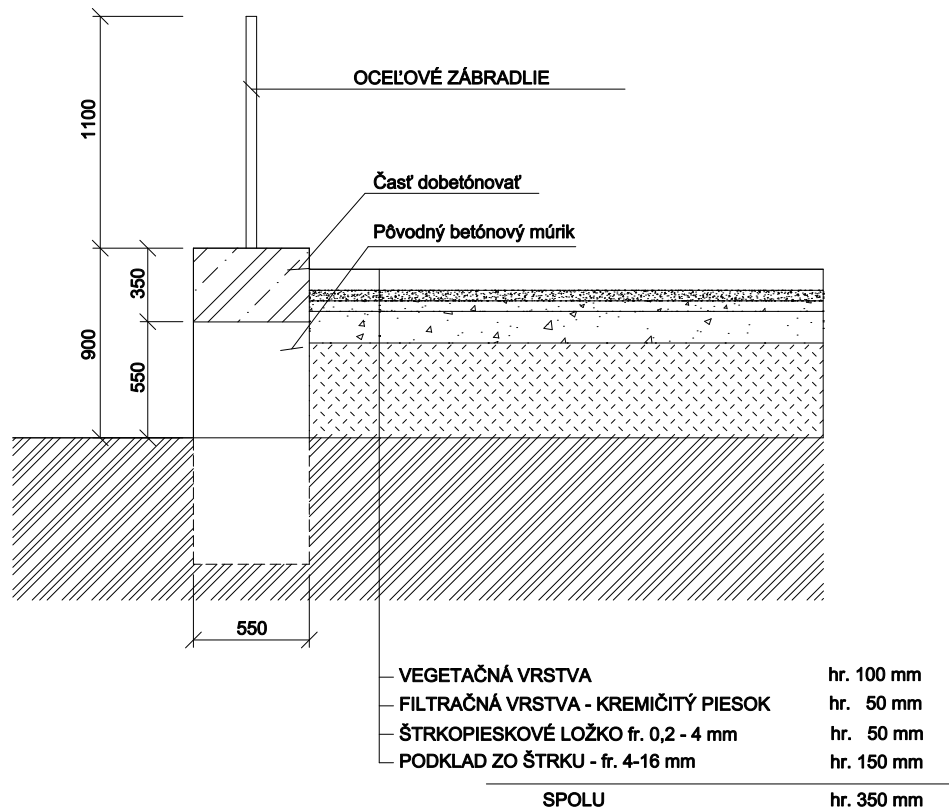 OCEĽOVÉ ZÁBRADLIE
1100
Časť dobetónovať
Pôvodný betónový múrik
350
900
550
550
VEGETAČNÁ VRSTVA hr. 100 mm
FILTRAČNÁ VRSTVA - KREMIČITÝ PIESOK hr. 50 mm
ŠTRKOPIESKOVÉ LOŽKO fr. 0,2 - 4 mm hr. 50 mm
PODKLAD ZO ŠTRKU - fr. 4-16 mm hr. 150 mm
SPOLU hr. 350 mm